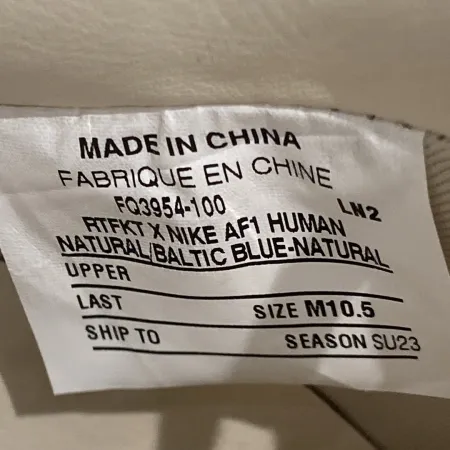 MADE IN CHINA
FABRIQUE EN CHINE
FQ3954-100 LN2
RTFKT X NIKE AF1 HUMAN
NATURAL/BALTIC BLUE-NATURAL
UPPER
LAST SIZE M10.5
SHIP TO SEASON SU23